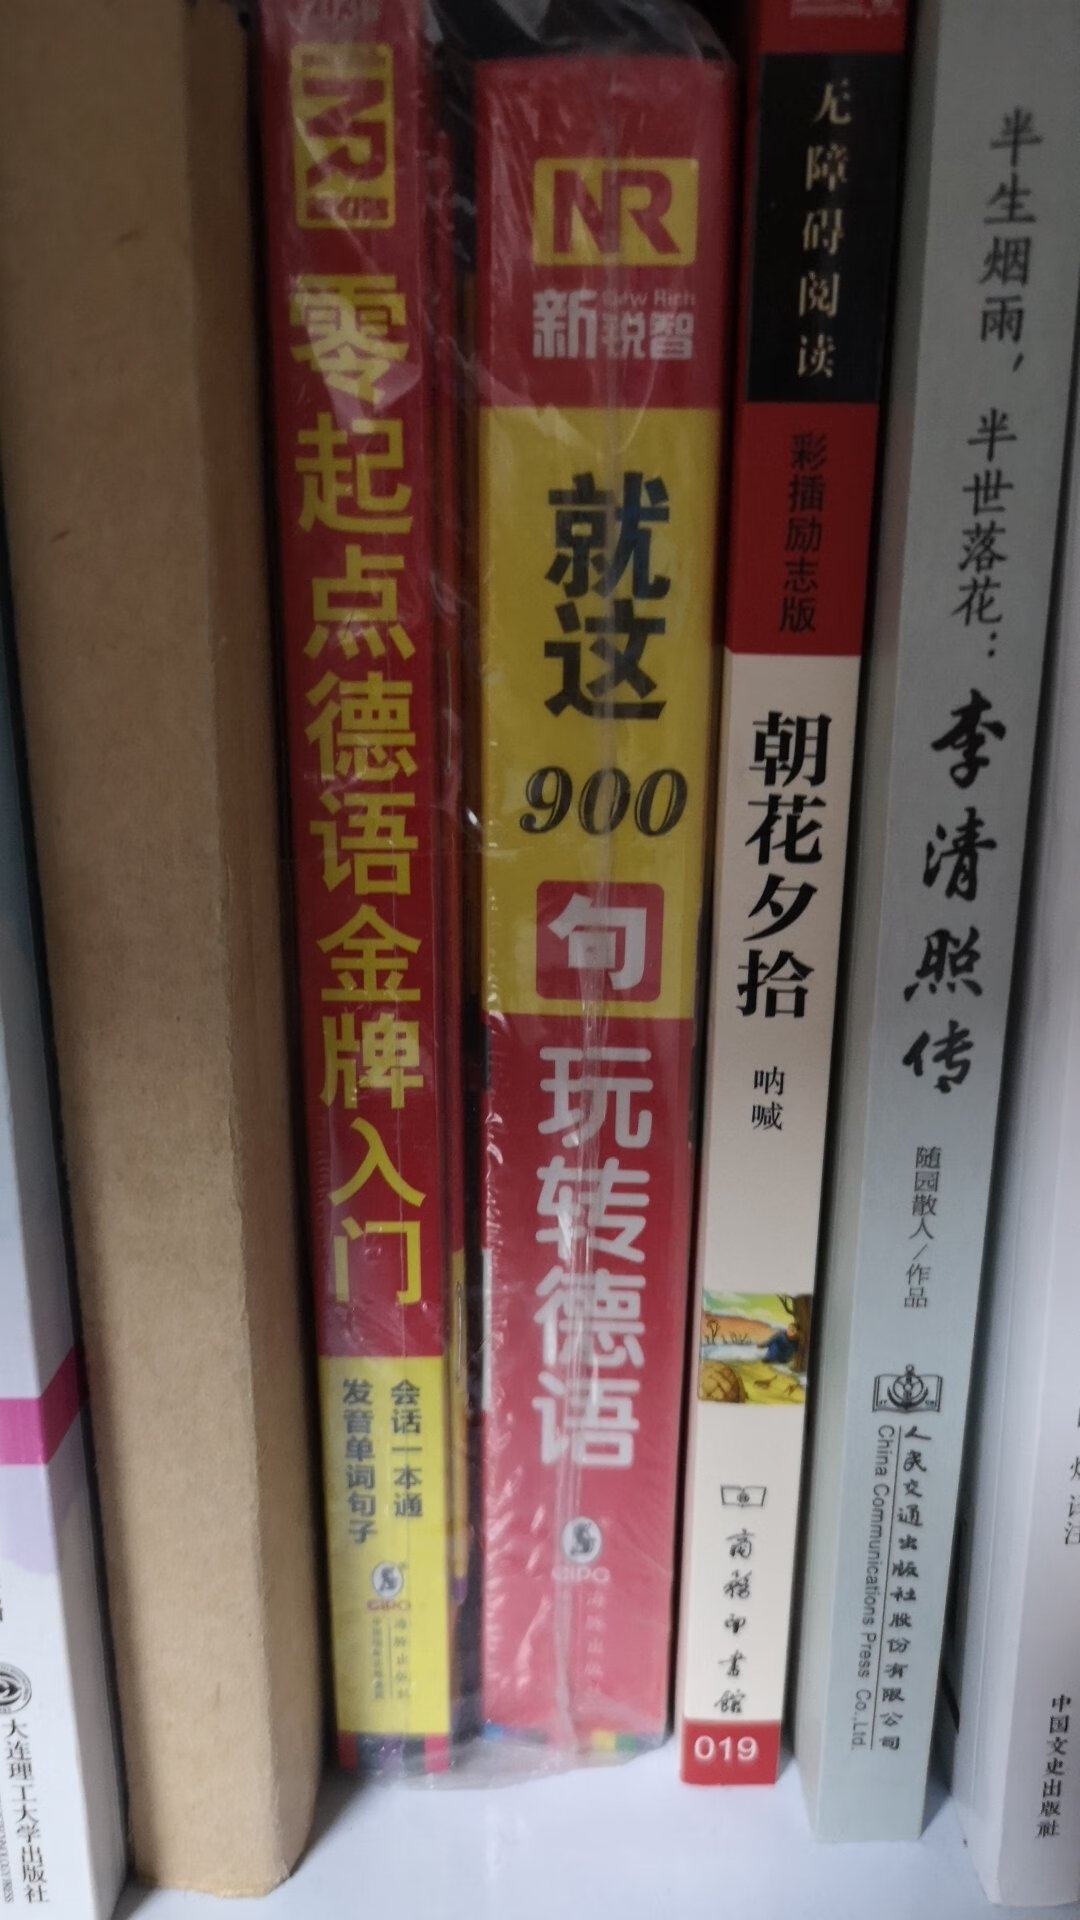 大连理工大学出版社
NR
零起点德语金牌入门
会话一本通
发音单词句子
NR
新锐智
就这
900
句
玩转德语
无障碍阅读
彩插励志版
朝花夕拾
呐喊
商務印書館
019
半生烟雨，半世落花：
李清照传
随园散人／作品
人民交通出版社股份有限公司
China Communications Press Co.,Ltd.
中国文史出版社